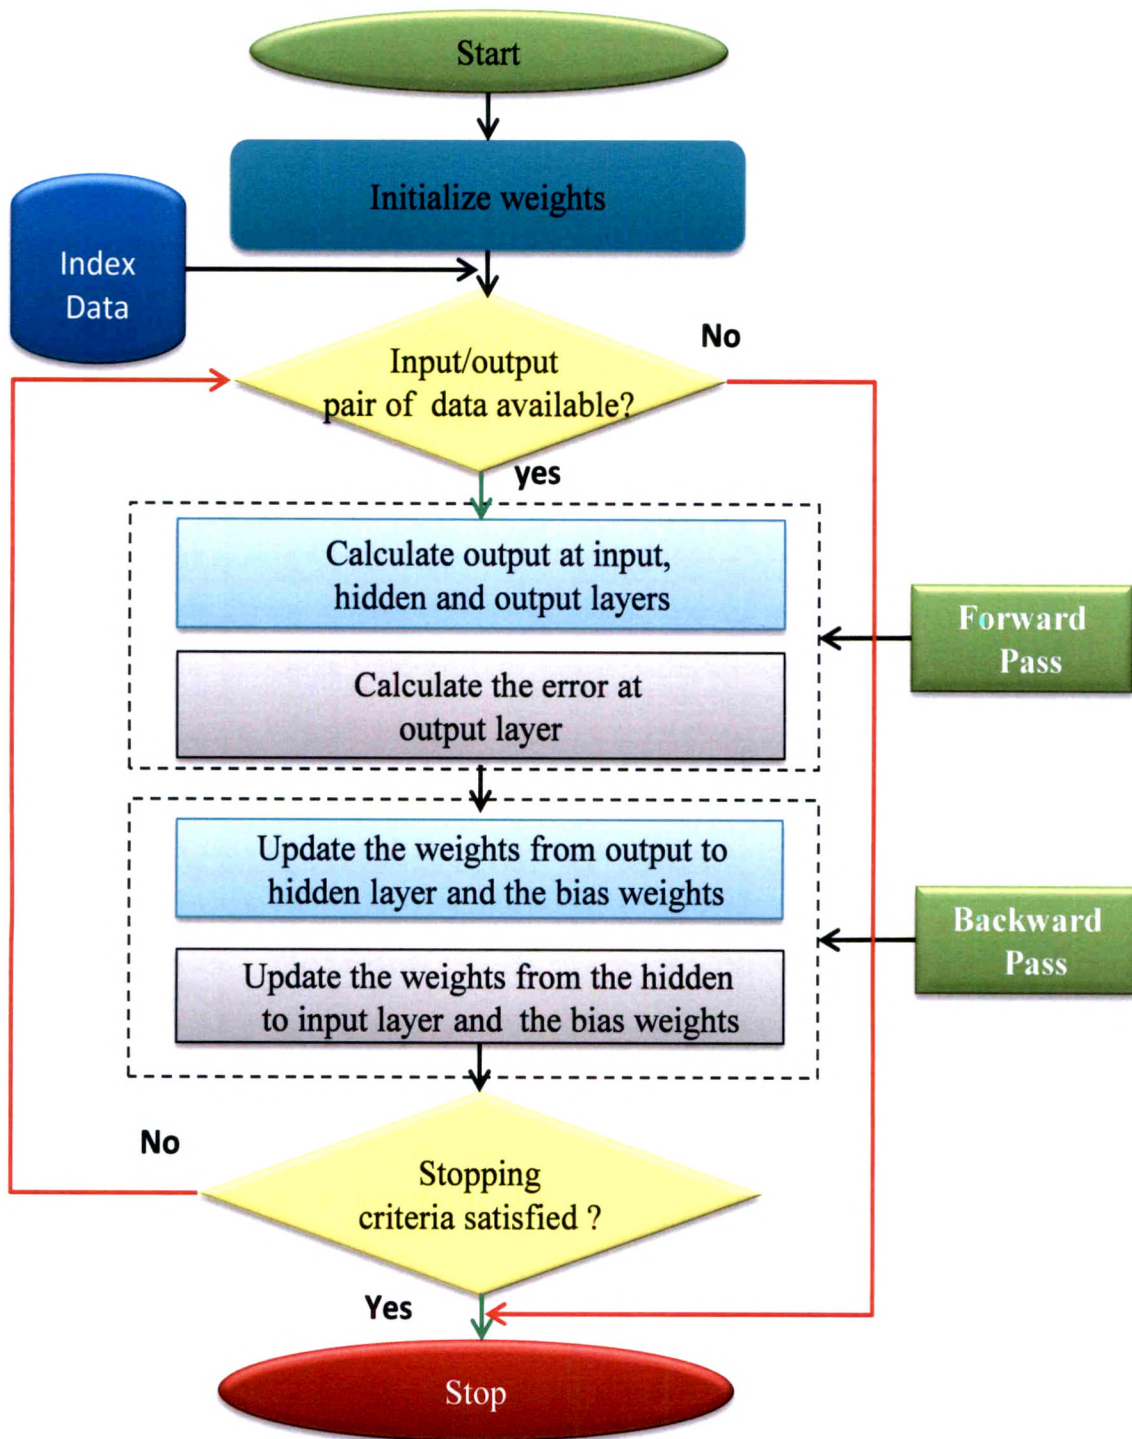 Start
Initialize weights
Index
Data
No
Input/output
pair of data available?
yes
Calculate output at input,
hidden and output layers
Forward
Pass
Calculate the error at
output layer
Update the weights from output to
hidden layer and the bias weights
Backward
Pass
Update the weights from the hidden
to input layer and the bias weights
No
Stopping
criteria satisfied ?
Yes
Stop